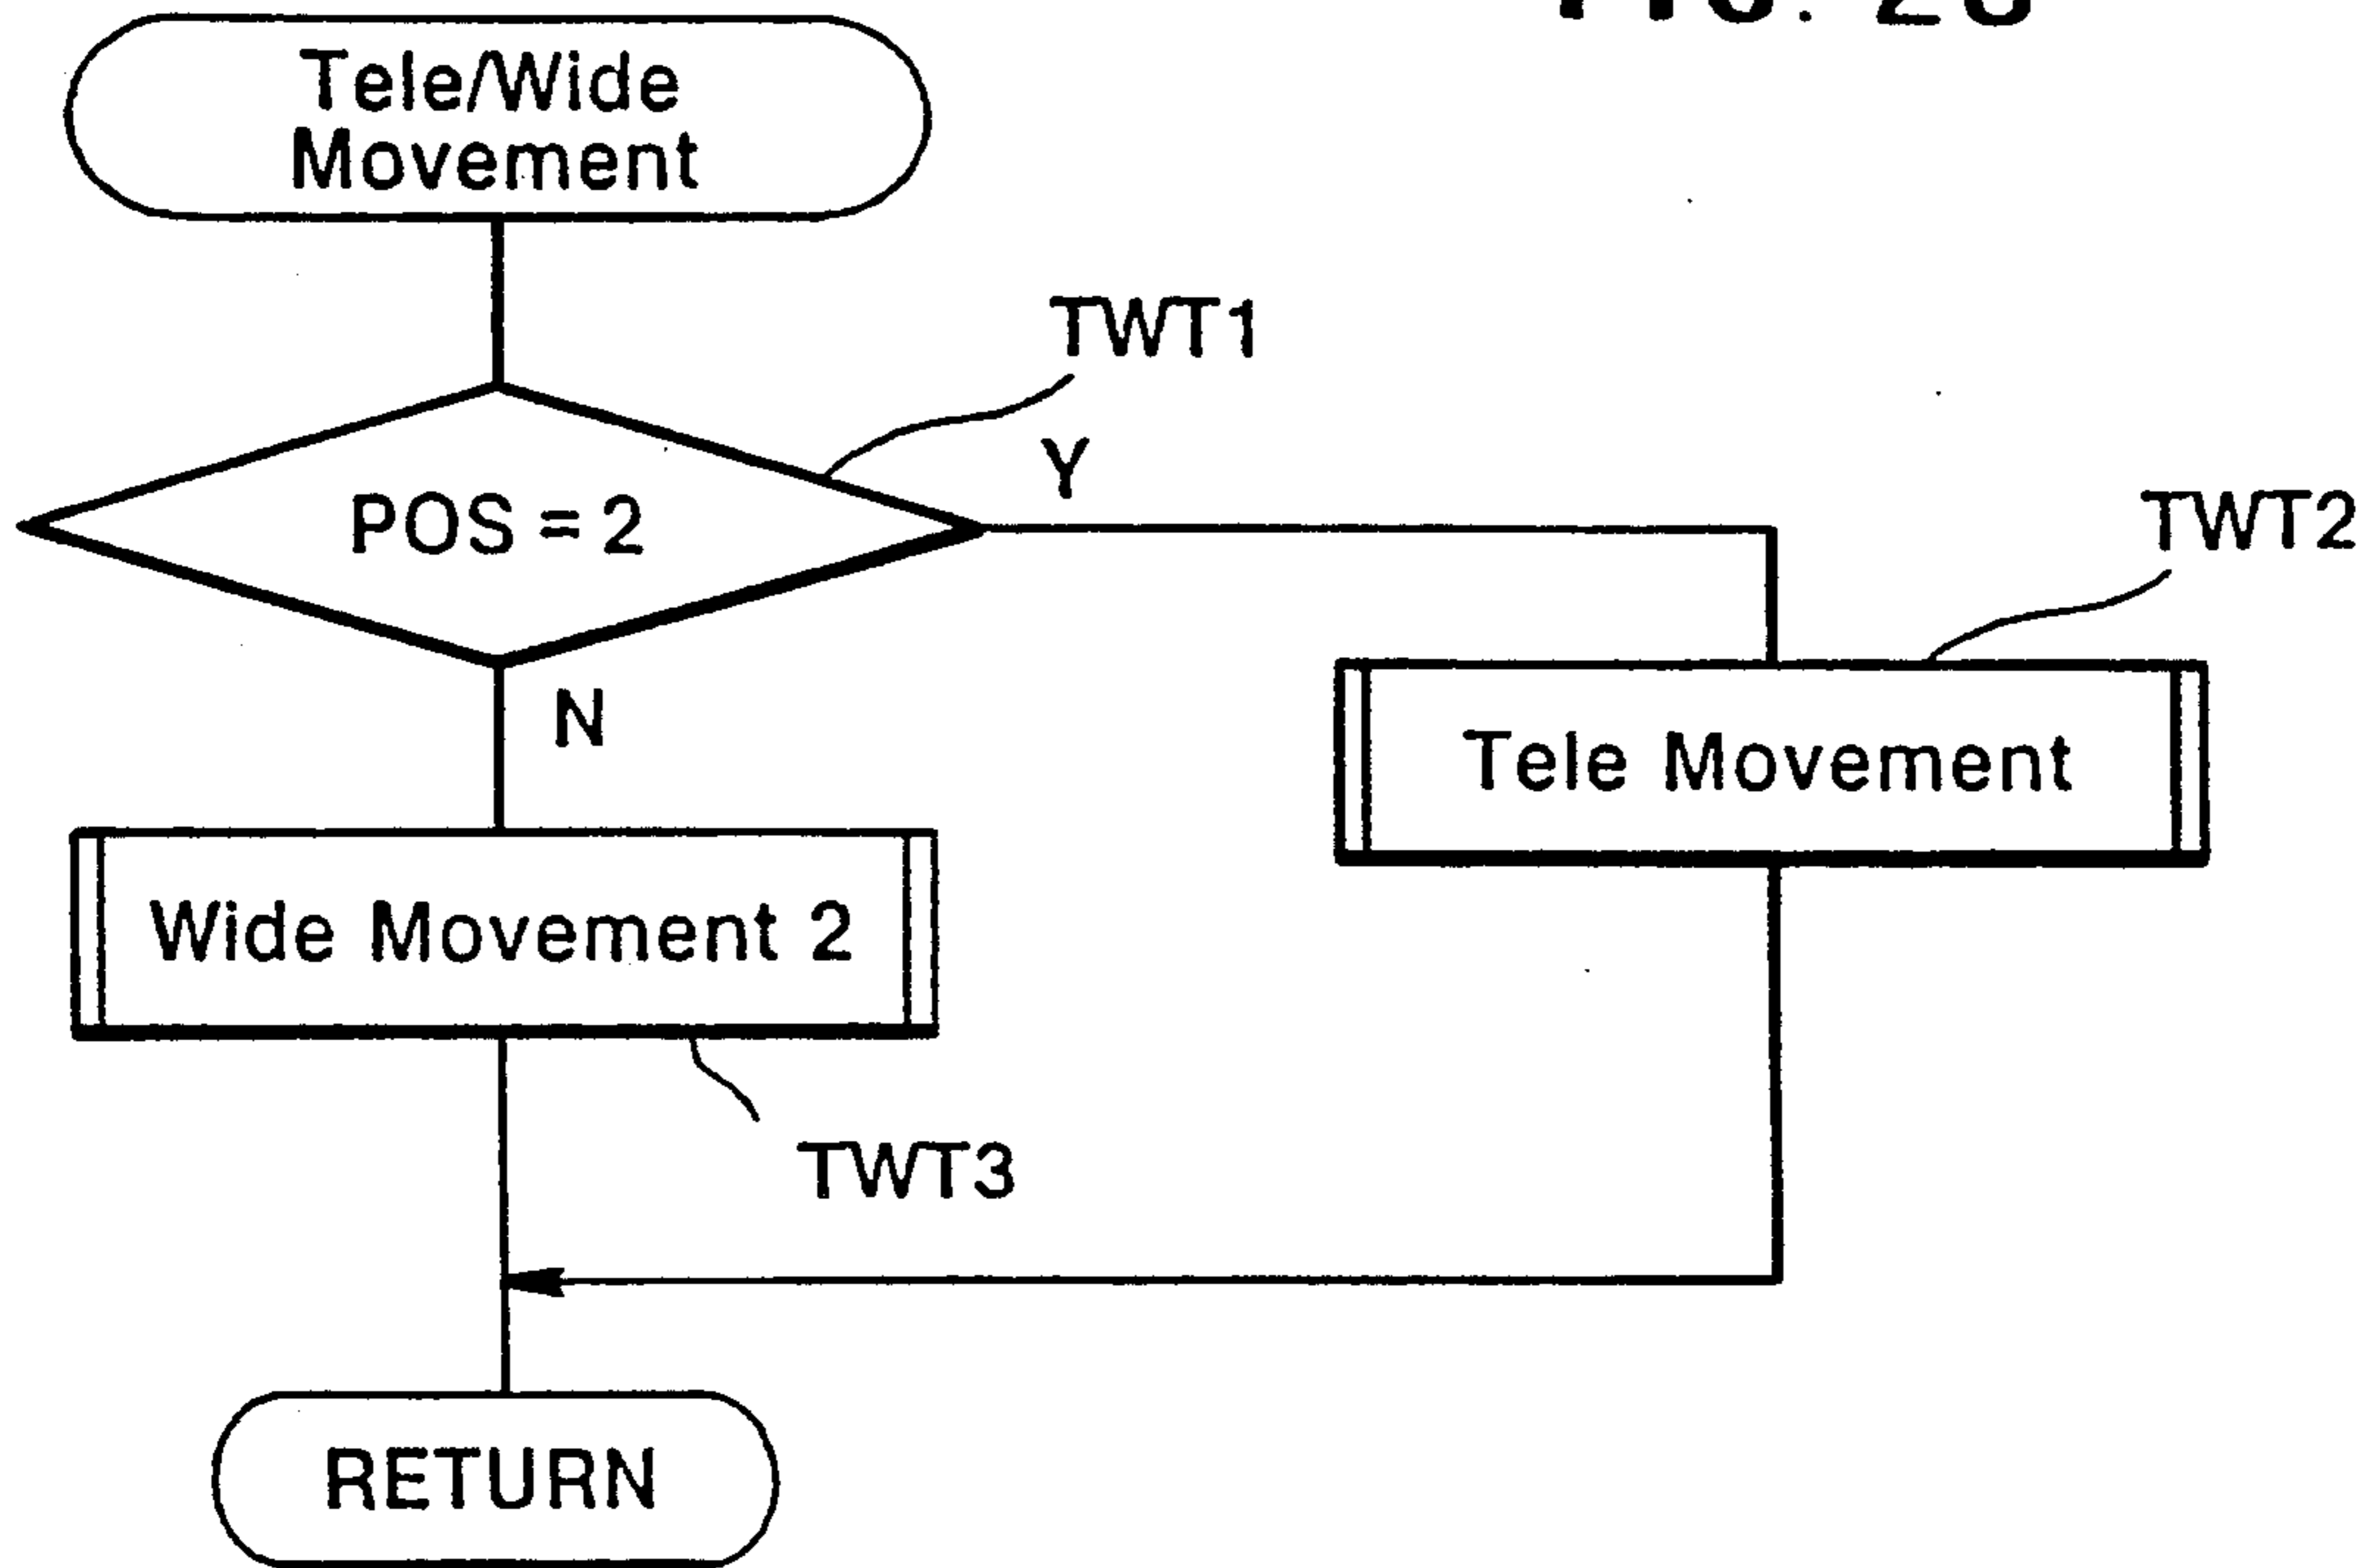 Tele/Wide
Movement
TWT1
Y
POS = 2
TWT2
N
Tele Movement
Wide Movement 2
TWT3
RETURN